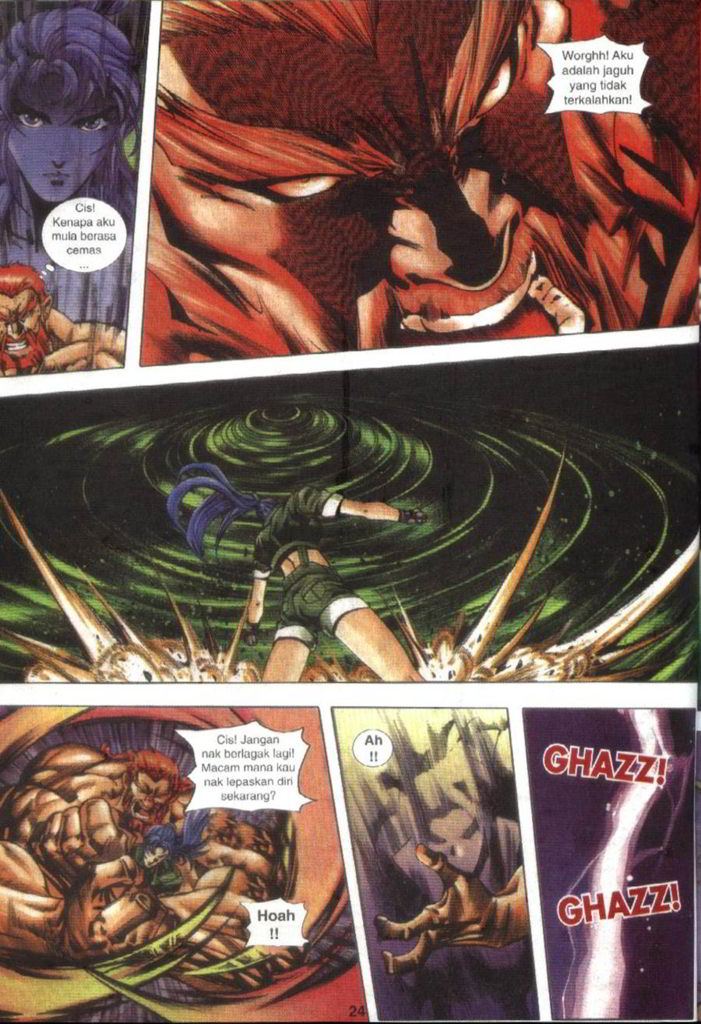 Cis!
Kenapa aku
mula berasa
cemas
...
Worghh! Aku
adalah jaguh
yang tidak
terkalahkan!
Cis! Jangan
nak berlagak lagi!
Macam mana kau
nak lepaskan diri
sekarang?
Hoah
!!
Ah
!!
GHAZZ!
GHAZZ!
24